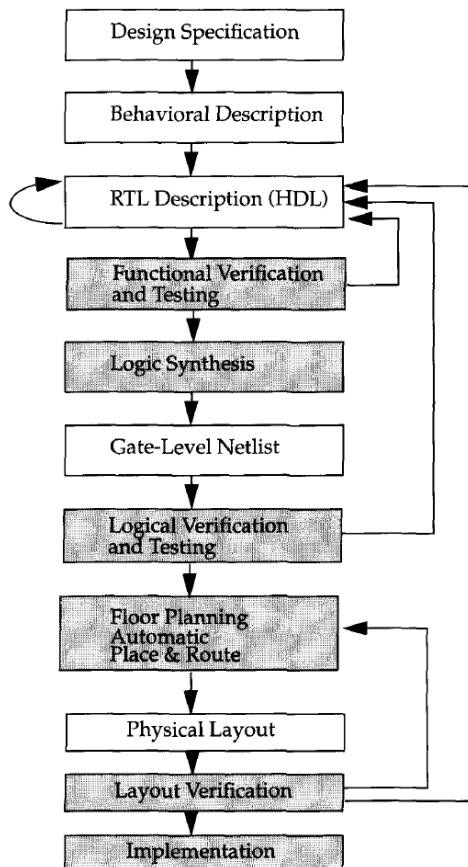 Design Specification
Behavioral Description
RTL Description (HDL)
Functional Verification
and Testing
Logic Synthesis
Gate-Level Netlist
Logical Verification
and Testing
Floor Planning
Automatic
Place & Route
Physical Layout
Layout Verification
Implementation